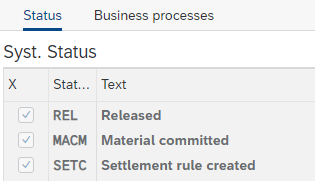 Status Business processes
Syst. Status
X Stat... Text
REL Released
MACM Material committed
SETC Settlement rule created